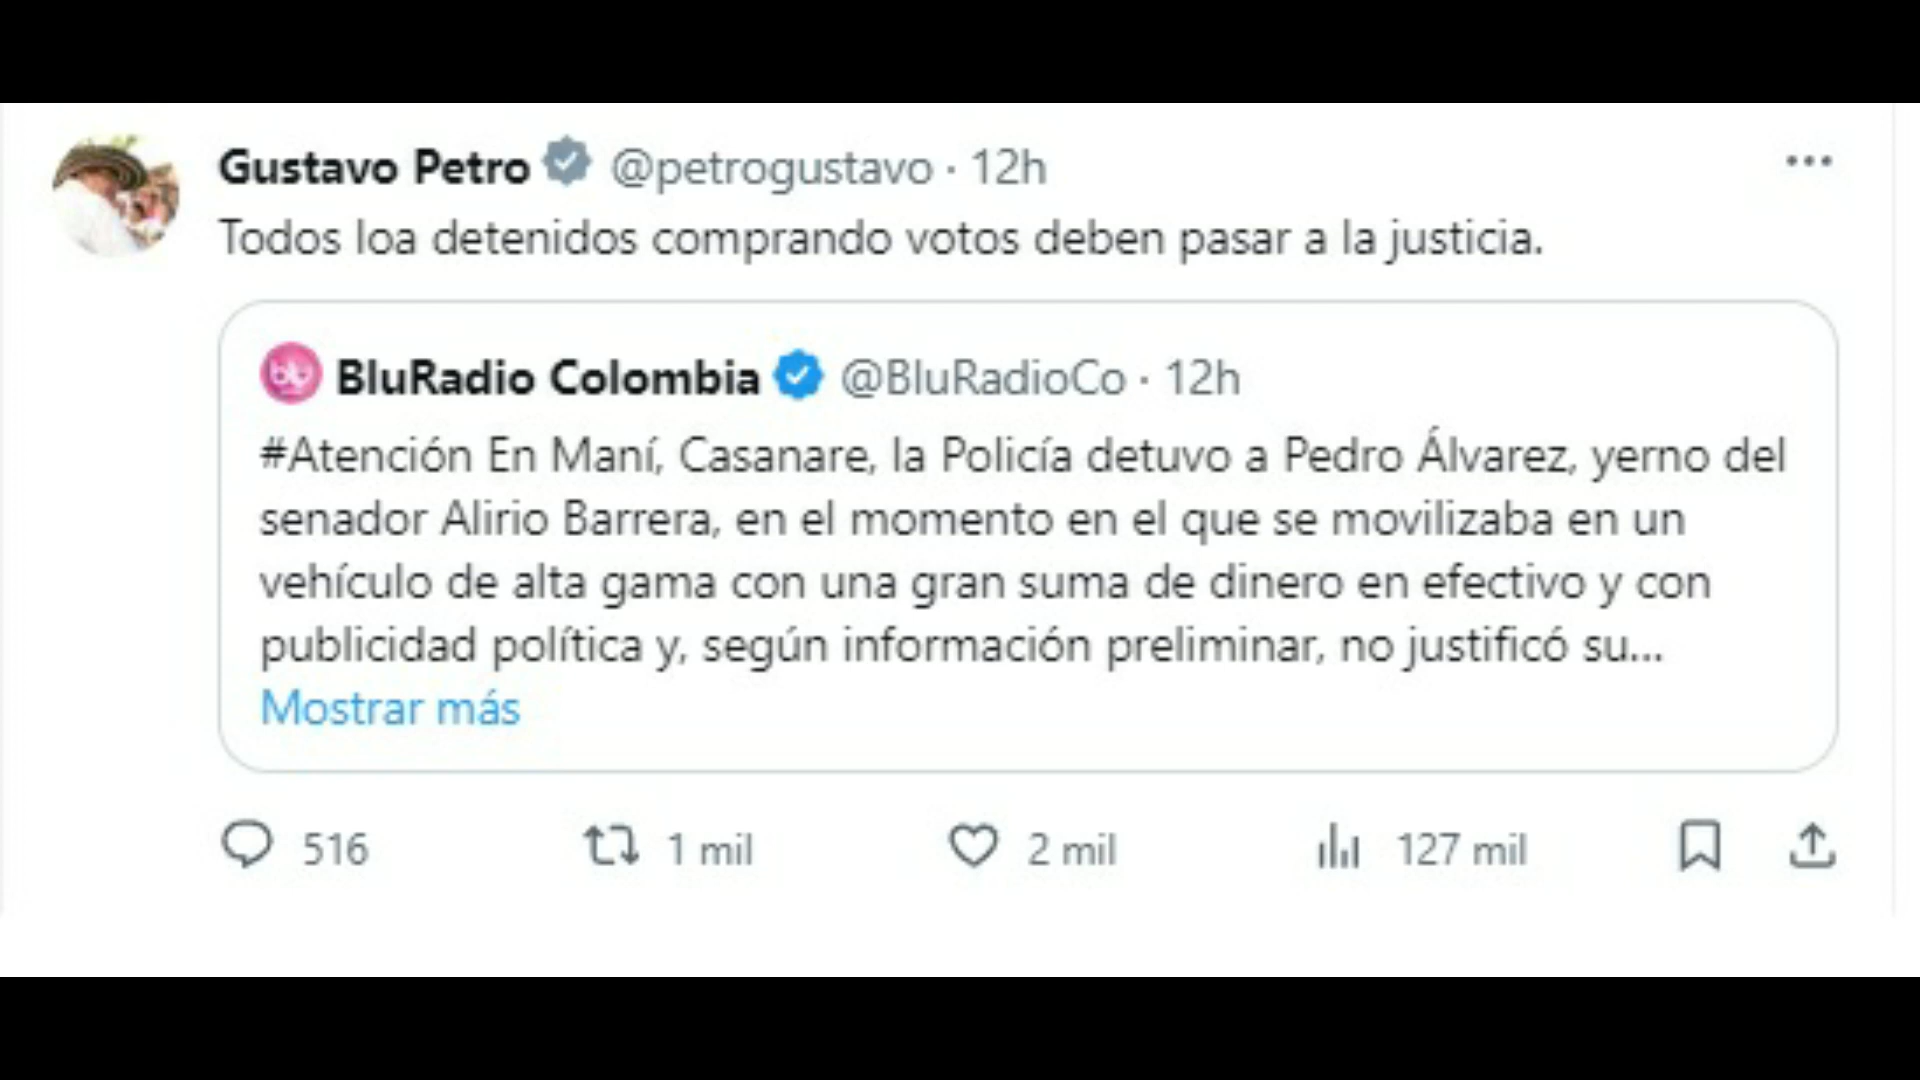 Gustavo Petro @petrogustavo · 12h
Todos loa detenidos comprando votos deben pasar a la justicia.
blu BluRadio Colombia @BluRadioCo · 12h
#Atención En Maní, Casanare, la Policía detuvo a Pedro Álvarez, yerno del
senador Alirio Barrera, en el momento en el que se movilizaba en un
vehículo de alta gama con una gran suma de dinero en efectivo y con
publicidad política y, según información preliminar, no justificó su...
Mostrar más
516 1 mil 2 mil 127 mil